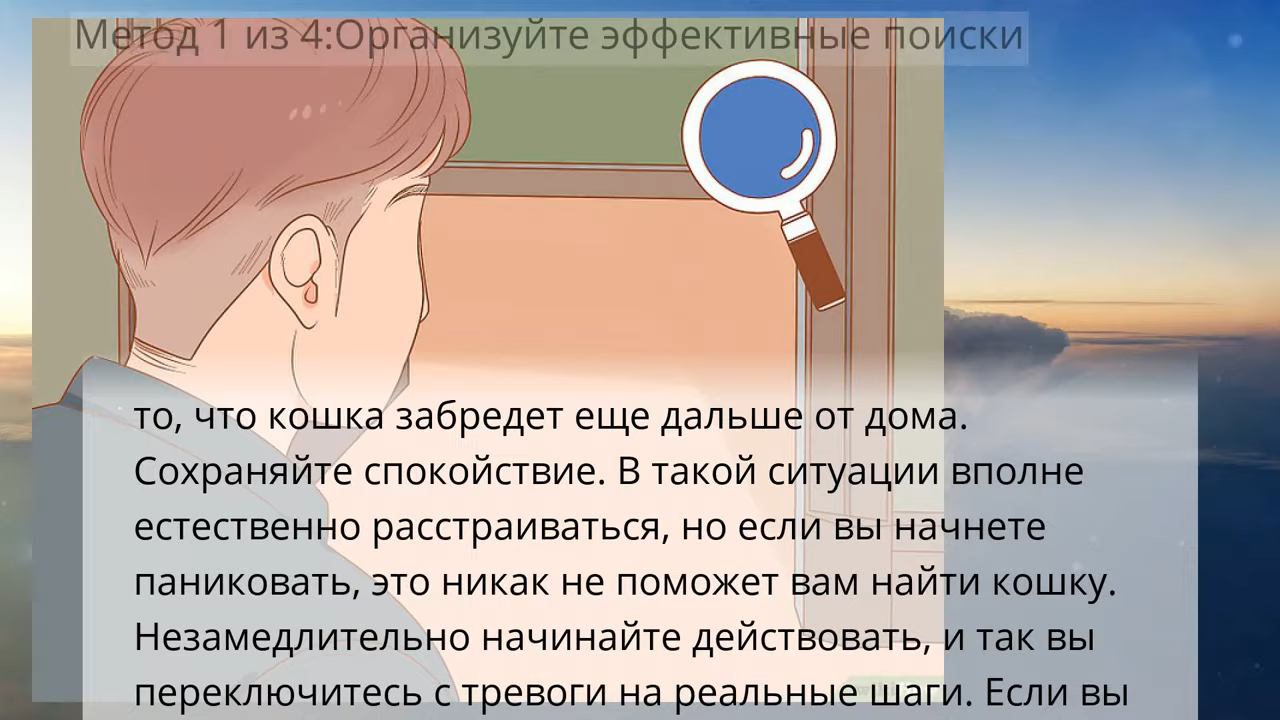 Метод 1 из 4:Организуйте эффективные поиски
то, что кошка забредет еще дальше от дома.
Сохраняйте спокойствие. В такой ситуации вполне
естественно расстраиваться, но если вы начнете
паниковать, это никак не поможет вам найти кошку.
Незамедлительно начинайте действовать, и так вы
переключитесь с тревоги на реальные шаги. Если вы